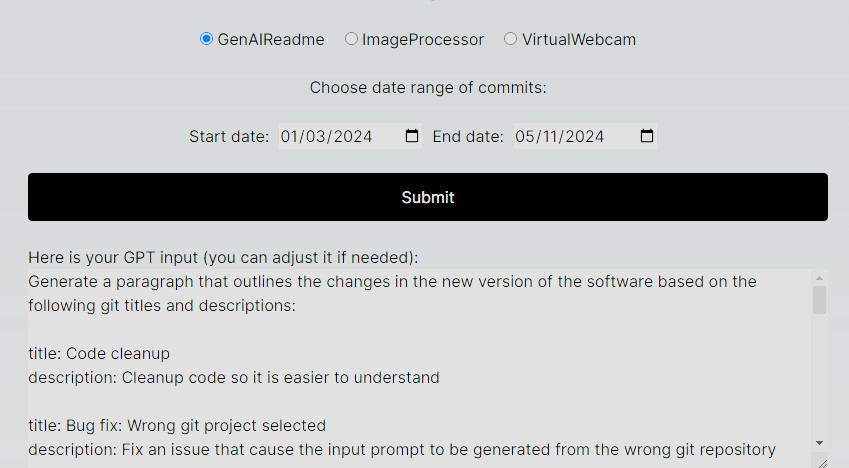 GenAIReadme ImageProcessor VirtualWebcam
Choose date range of commits:
Start date: 01/03/2024 End date: 05/11/2024
Submit
Here is your GPT input (you can adjust it if needed):
Generate a paragraph that outlines the changes in the new version of the software based on the
following git titles and descriptions:
title: Code cleanup
description: Cleanup code so it is easier to understand
title: Bug fix: Wrong git project selected
description: Fix an issue that cause the input prompt to be generated from the wrong git repository